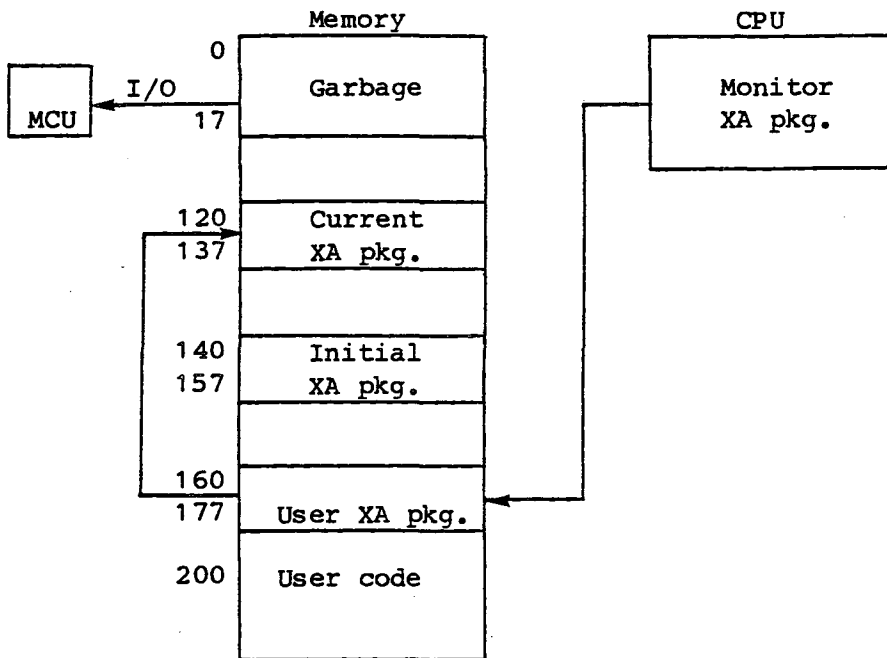 Memory
CPU
0
I/O
Garbage
Monitor
XA pkg.
MCU
17
120
Current
137
XA pkg.
140
Initial
157
XA pkg.
160
177
User XA pkg.
200
User code